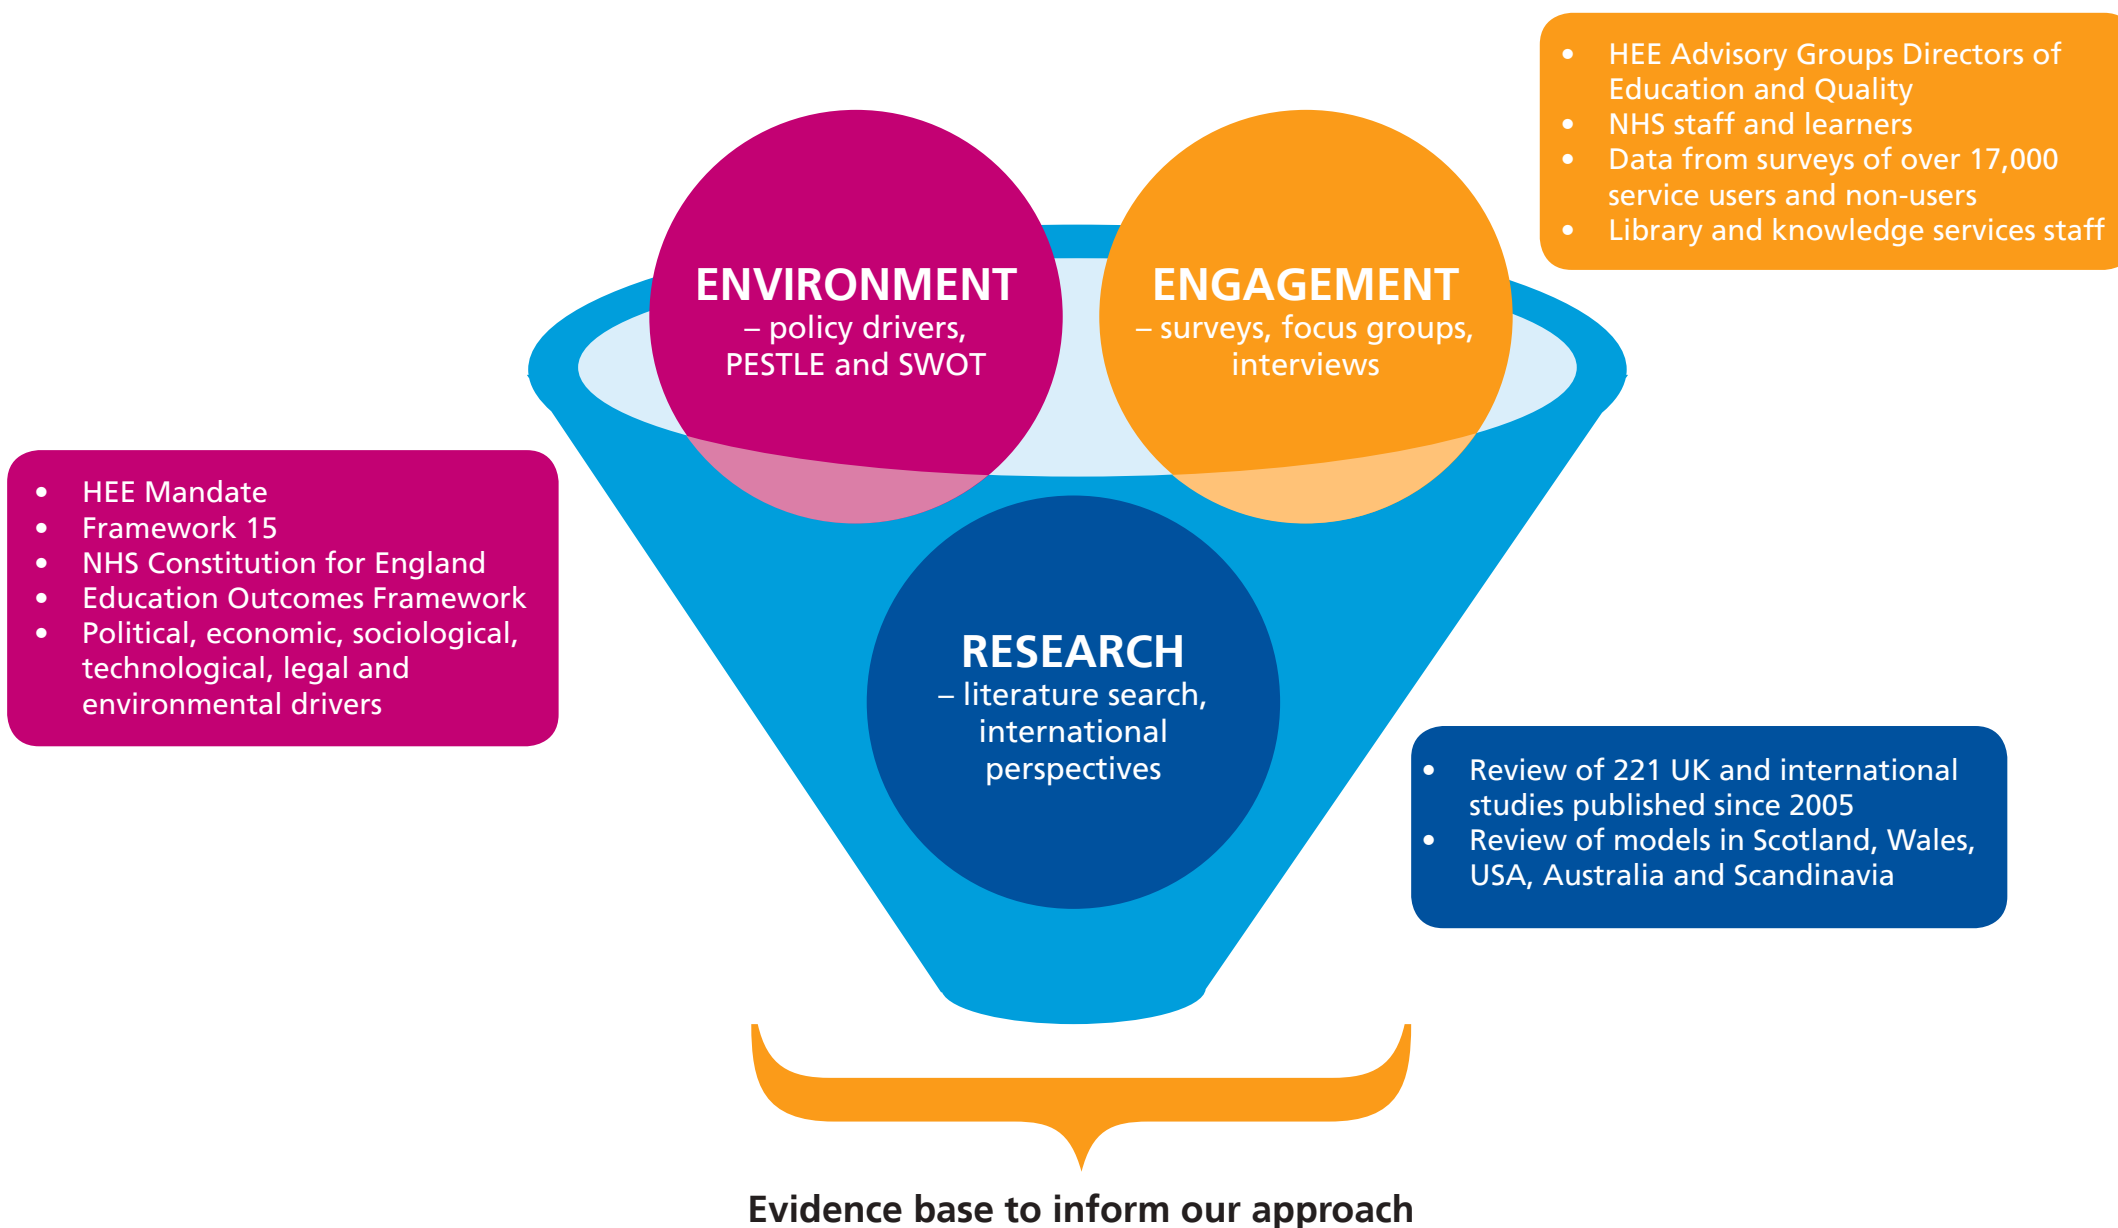 • HEE Advisory Groups Directors of
Education and Quality
• NHS staff and learners
• Data from surveys of over 17,000
service users and non-users
• Library and knowledge services staff
ENVIRONMENT
– policy drivers,
PESTLE and SWOT
ENGAGEMENT
– surveys, focus groups,
interviews
• HEE Mandate
• Framework 15
• NHS Constitution for England
• Education Outcomes Framework
• Political, economic, sociological,
technological, legal and
environmental drivers
RESEARCH
– literature search,
international
perspectives
• Review of 221 UK and international
studies published since 2005
• Review of models in Scotland, Wales,
USA, Australia and Scandinavia
Evidence base to inform our approach